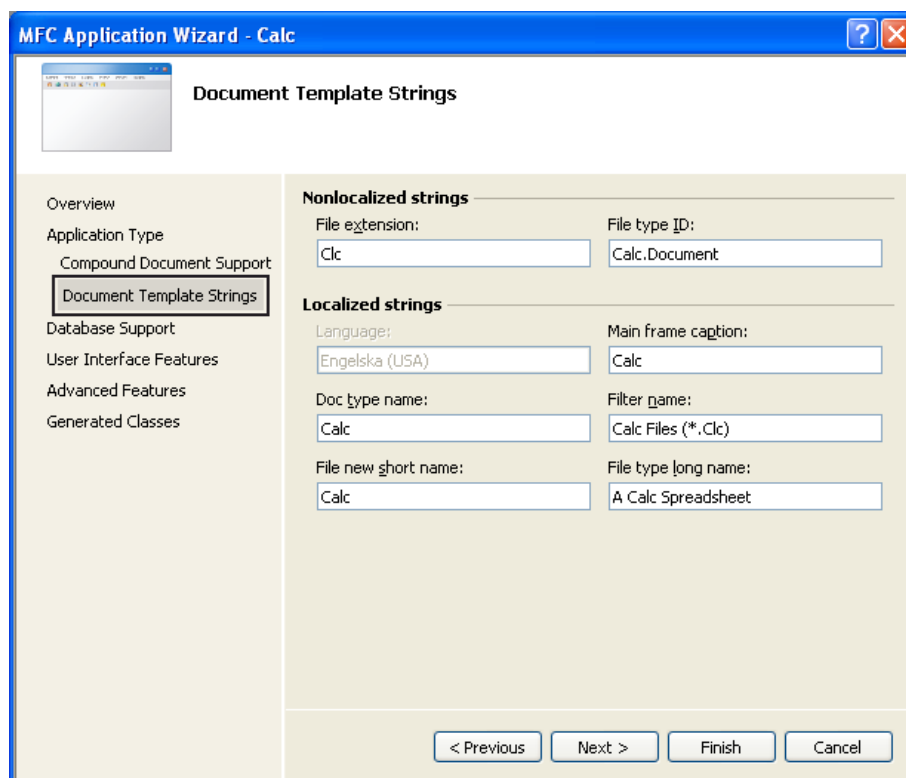 MFC Application Wizard - Calc
Document Template Strings
Overview
Application Type
Compound Document Support
Document Template Strings
Database Support
User Interface Features
Advanced Features
Generated Classes
Nonlocalized strings
File extension: File type ID:
Clc Calc.Document
Localized strings
Language: Main frame caption:
Engelska (USA) Calc
Doc type name: Filter name:
Calc Calc Files (*.Clc)
File new short name: File type long name:
Calc A Calc Spreadsheet
< Previous Next > Finish Cancel